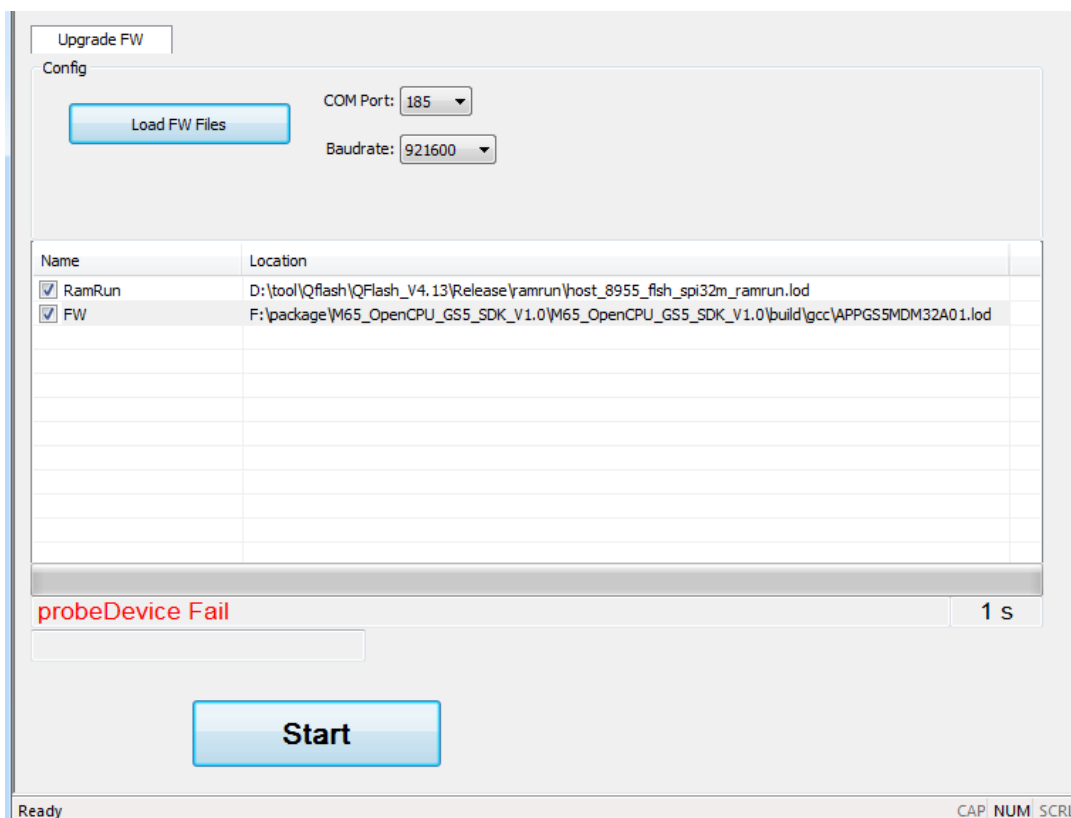 Upgrade FW
Config
Load FW Files
COM Port: 185
Baudrate: 921600
Name Location
RamRun D:\tool\Qflash\QFlash_V4.13\Release\ramrun\host_8955_flsh_spi32m_ramrun.lod
FW F:\package\M65_OpenCPU_GS5_SDK_V1.0\M65_OpenCPU_GS5_SDK_V1.0\build\gcc\APPGS5MDM32A01.lod
probeDevice Fail 1 s
Start
Ready CAP NUM SCRL